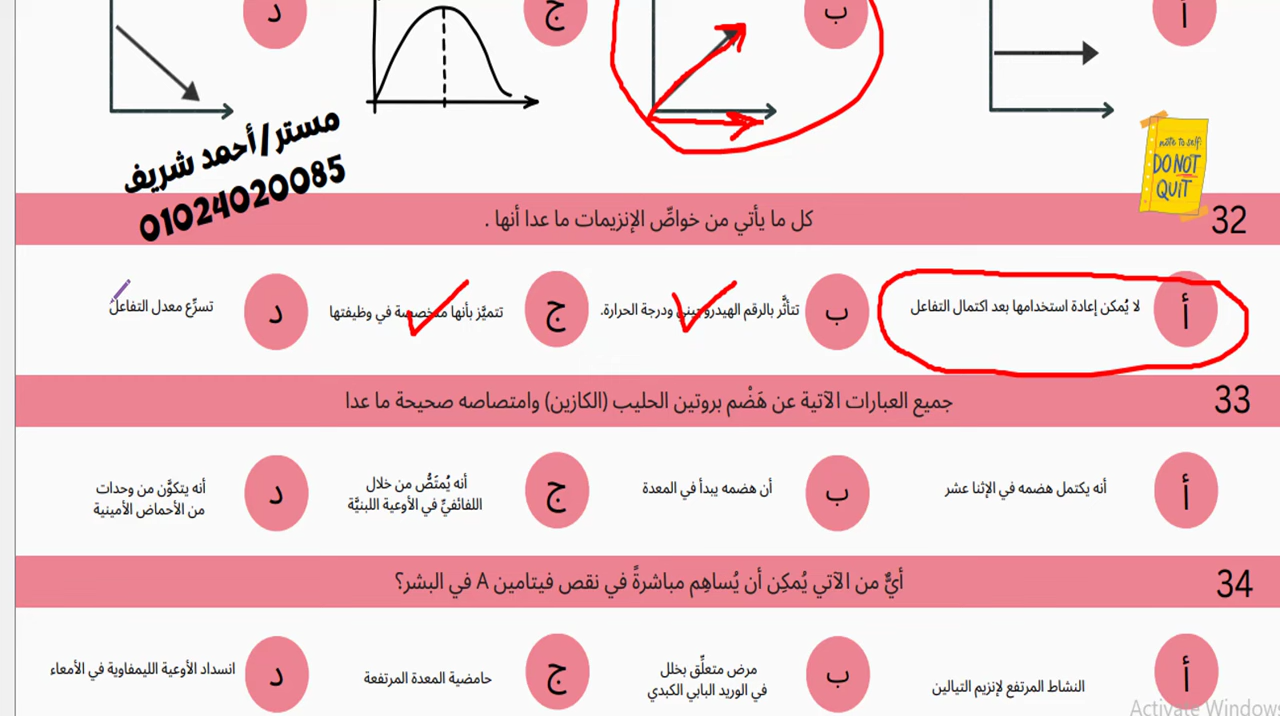 أ
ب
ج
د
مستر/أحمد شريف
01024020085
note to self:
DO NOT
QUIT
32
كل ما يأتي من خواصِّ الإنزيمات ما عدا أنها .
أ
لا يُمكن إعادة استخدامها بعد اكتمال التفاعل
ب
تتأثَّر بالرقم الهيدروجيني ودرجة الحرارة.
ج
تتميَّز بأنها متخصصة في وظيفتها
د
تسرِّع معدل التفاعل
33
جميع العبارات الآتية عن هَضْم بروتين الحليب (الكازين) وامتصاصه صحيحة ما عدا
أ
أنه يكتمل هضمه في الإثنا عشر
ب
أن هضمه يبدأ في المعدة
ج
أنه يُمتَصُّ من خلال
اللفائفيِّ في الأوعية اللبنيَّة
د
أنه يتكوَّن من وحدات
من الأحماض الأمينية
34
أيٌّ من الآتي يُمكِن أن يُساهِم مباشرةً في نقص فيتامين A في البشر؟
أ
النشاط المرتفع لإنزيم التيالين
ب
مرض متعلِّق بخلل
في الوريد البابي الكبدي
ج
حامضية المعدة المرتفعة
د
انسداد الأوعية الليمفاوية في الأمعاء
Activate Windows